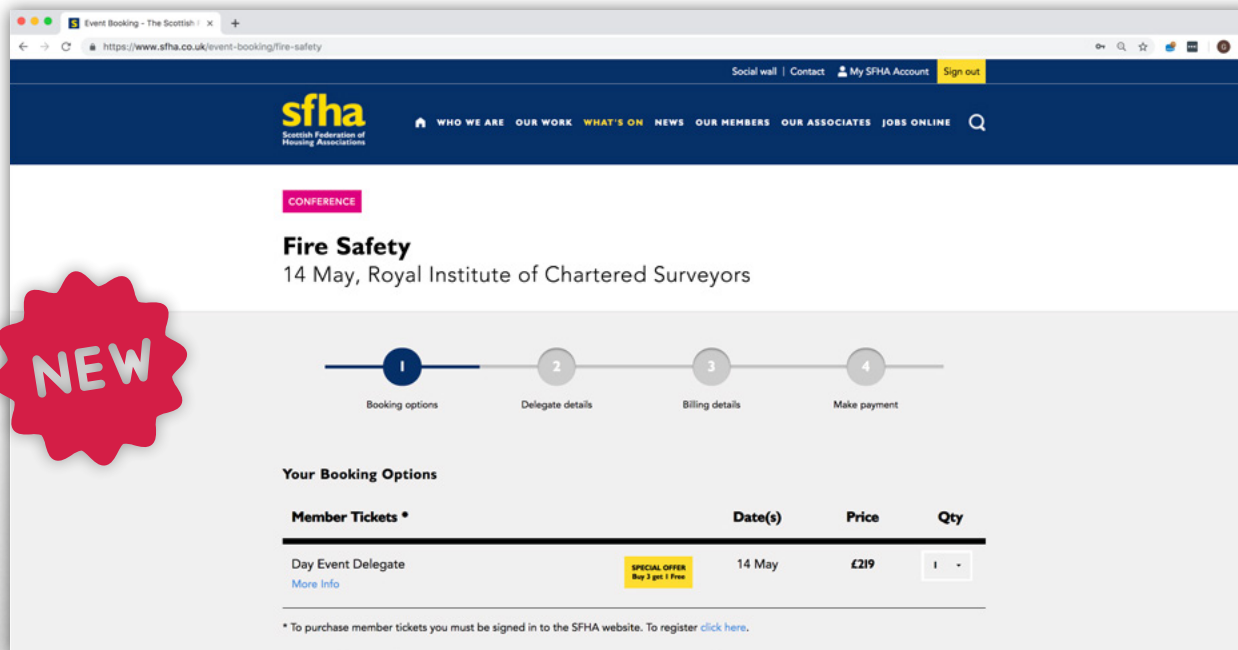 Event Booking - The Scottish F
https://www.sfha.co.uk/event-booking/fire-safety
G
Social wall | Contact My SFHA Account Sign out
sfha
Scottish Federation of
Housing Associations
WHO WE ARE OUR WORK WHAT'S ON NEWS OUR MEMBERS OUR ASSOCIATES JOBS ONLINE
CONFERENCE
Fire Safety
14 May, Royal Institute of Chartered Surveyors
NEW
1 2 3 4
Booking options Delegate details Billing details Make payment
Your Booking Options
Member Tickets * Date(s) Price Qty
Day Event Delegate SPECIAL OFFER 14 May £219 1
Buy 3 get 1 Free
More Info
* To purchase member tickets you must be signed in to the SFHA website. To register click here.